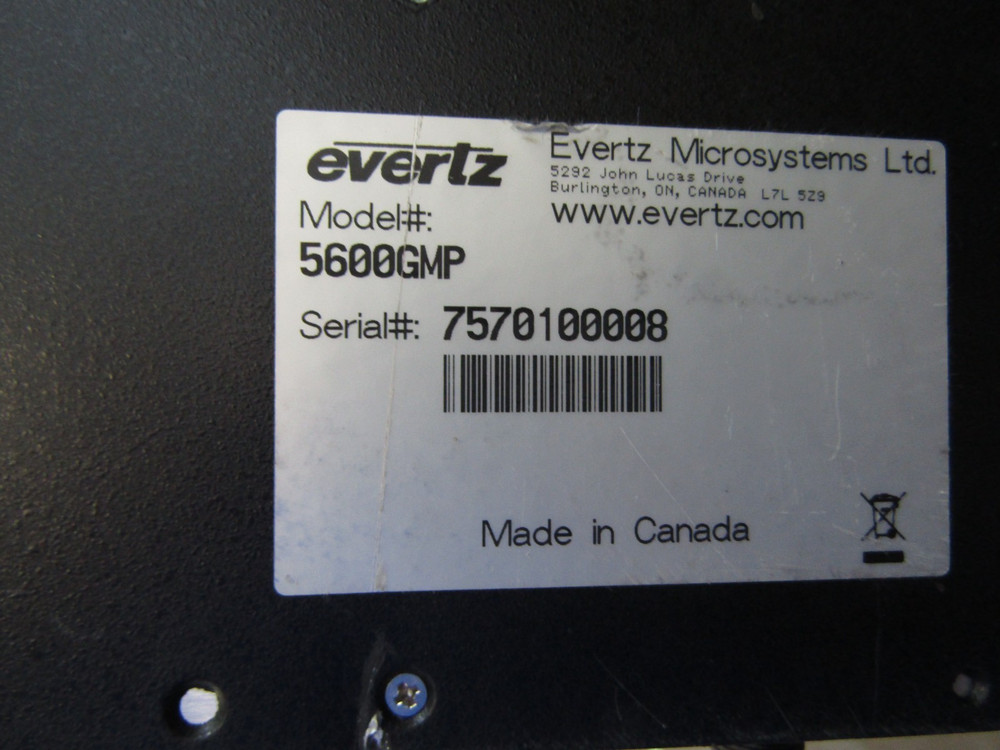 evertz
Evertz Microsystems Ltd.
5292 John Lucas Drive
Burlington, ON, CANADA L7L 5Z9
www.evertz.com
Model#:
5600GMP
Serial#: 7570100008
Made in Canada